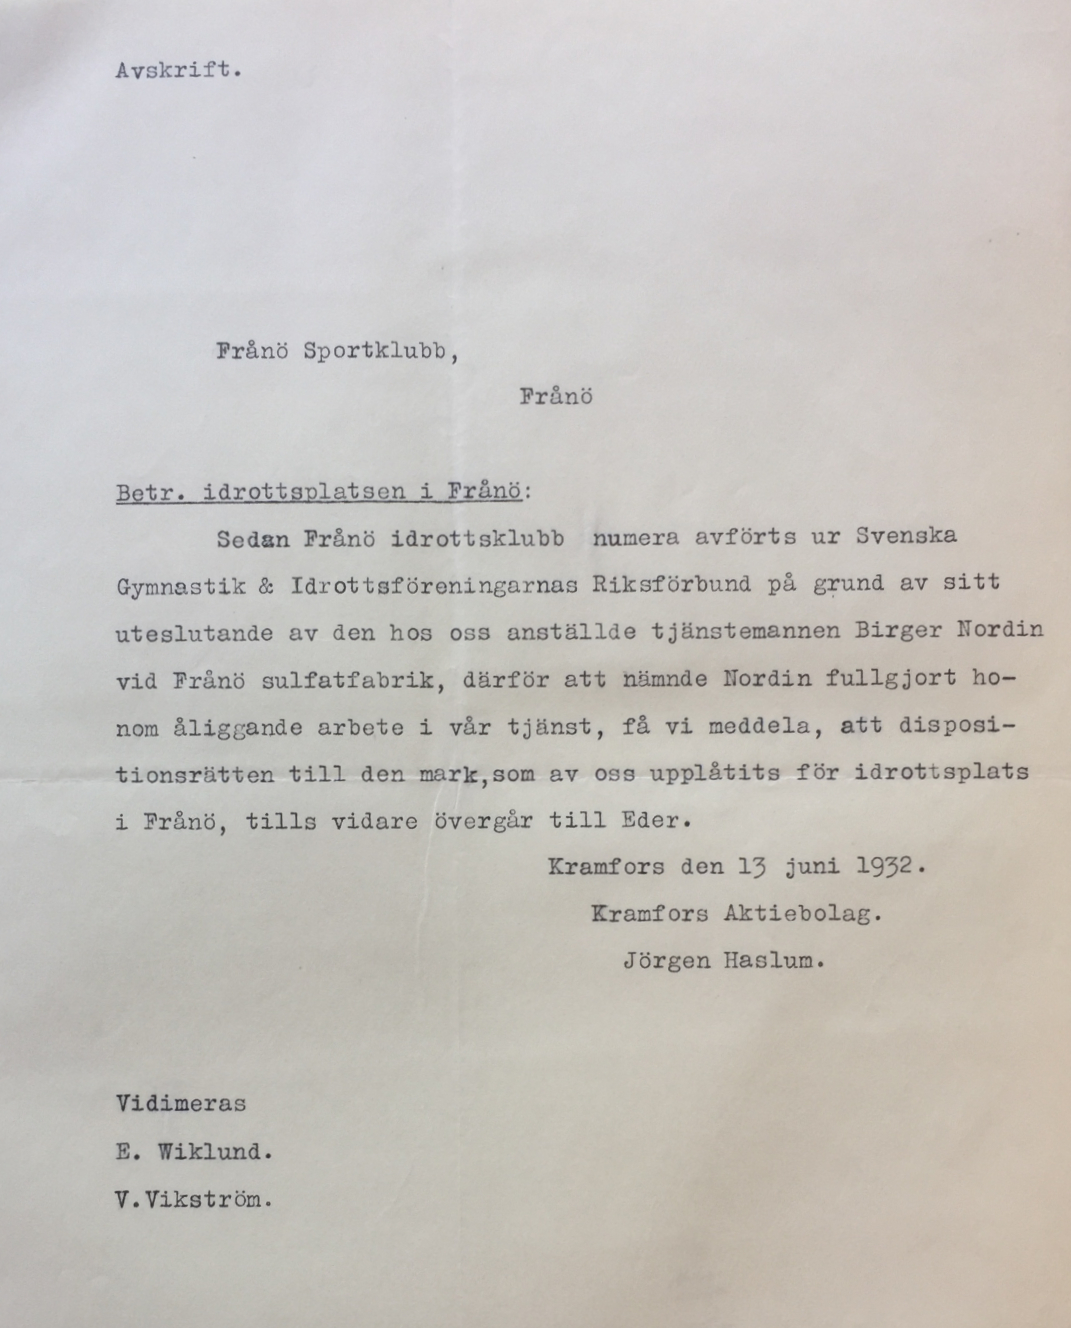 Avskrift.
Frånö Sportklubb,
Frånö
Betr. idrottsplatsen i Frånö:
Sedan Frånö idrottsklubb numera avförts ur Svenska
Gymnastik & Idrottsföreningarnas Riksförbund på grund av sitt
uteslutande av den hos oss anställde tjänstemannen Birger Nordin
vid Frånö sulfatfabrik, därför att nämnde Nordin fullgjort ho-
nom åliggande arbete i vår tjänst, få vi meddela, att disposi-
tionsrätten till den mark,som av oss upplåtits för idrottsplats
i Frånö, tills vidare övergår till Eder.
Kramfors den 13 juni 1932.
Kramfors Aktiebolag.
Jörgen Haslum.
Vidimeras
E. Wiklund.
V.Vikström.